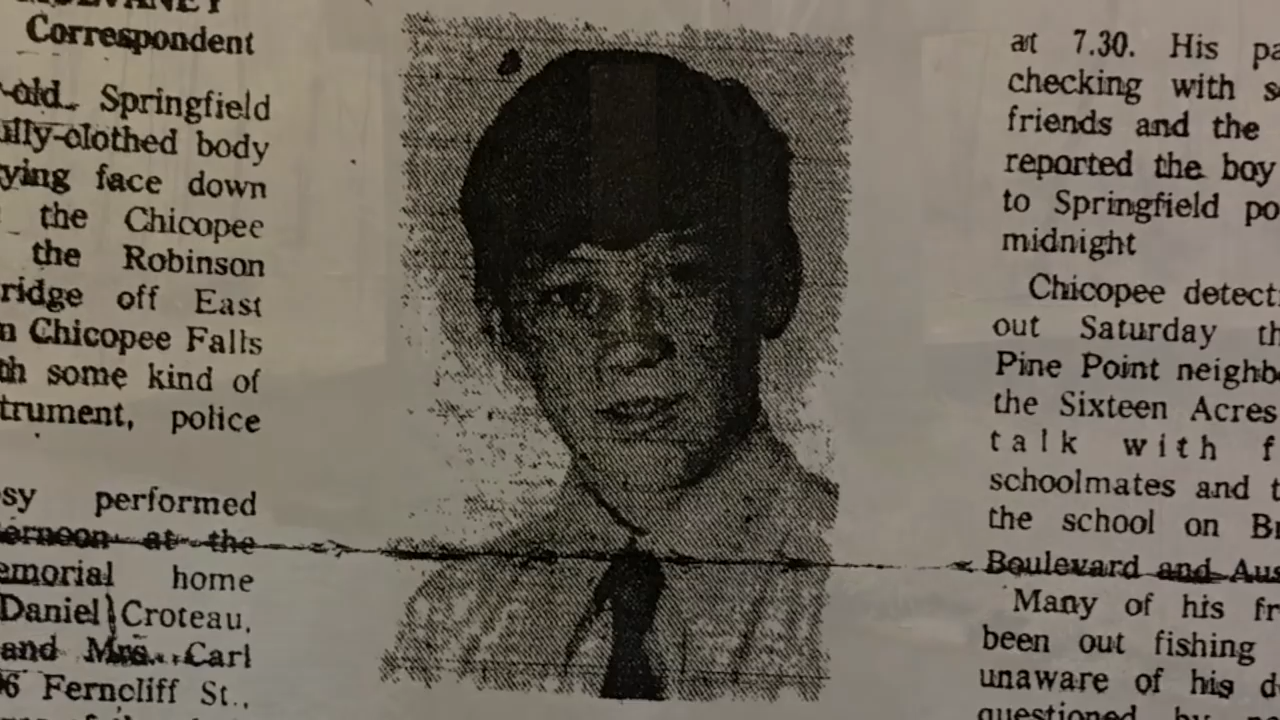 Correspondent
-old Springfield
ully-clothed body
ying face down
the Chicopee
the Robinson
ridge off East
n Chicopee Falls
th some kind of
trument, police
sy performed
ernoon at the
emorial home
Daniel Croteau,
and Mrs. Carl
6 Ferncliff St.,
at 7.30. His pa
checking with s
friends and the
reported the boy
to Springfield po
midnight
Chicopee detecti
out Saturday th
Pine Point neighb
the Sixteen Acres
talk with f
schoolmates and t
the school on B
Boulevard and Aus
Many of his fr
been out fishing
unaware of his d
questioned by